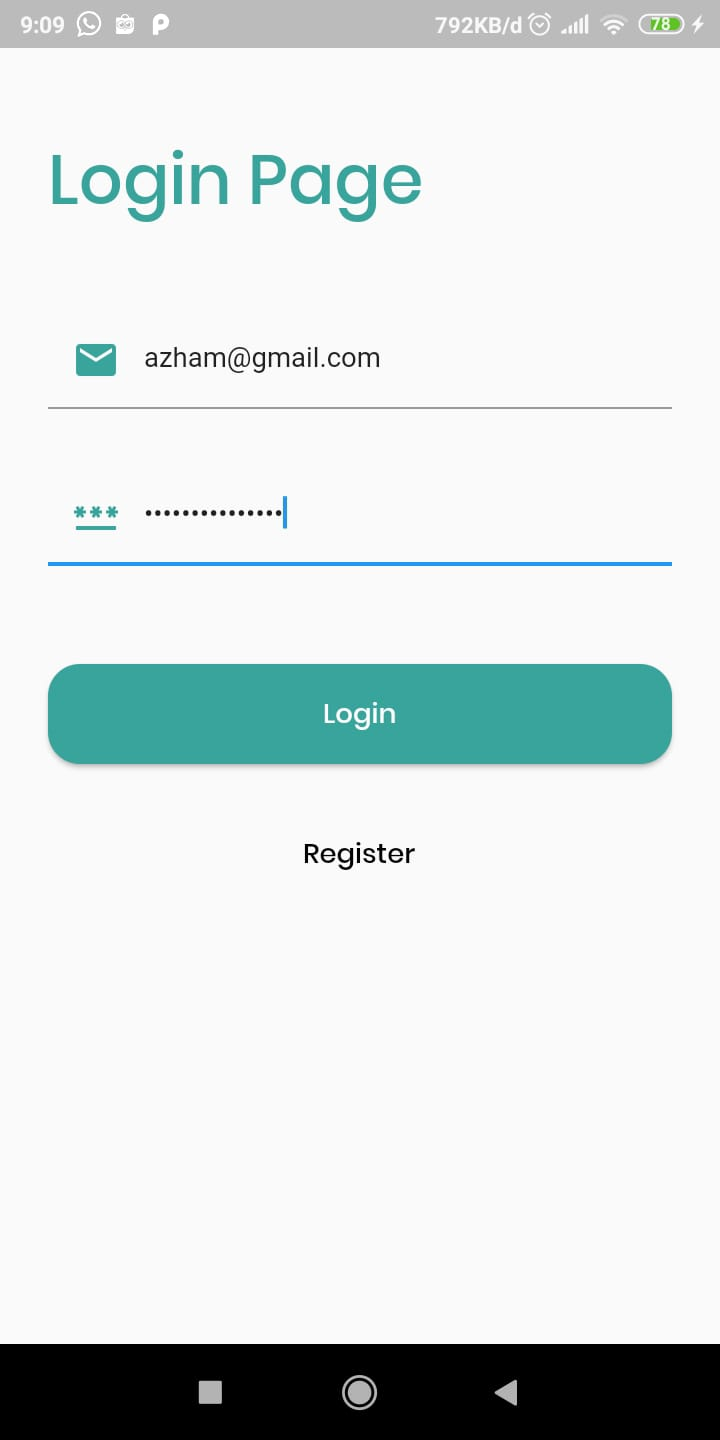 9:09 792KB/d 78
Login Page
azham@gmail.com
***
•••••••••••••••
Login
Register